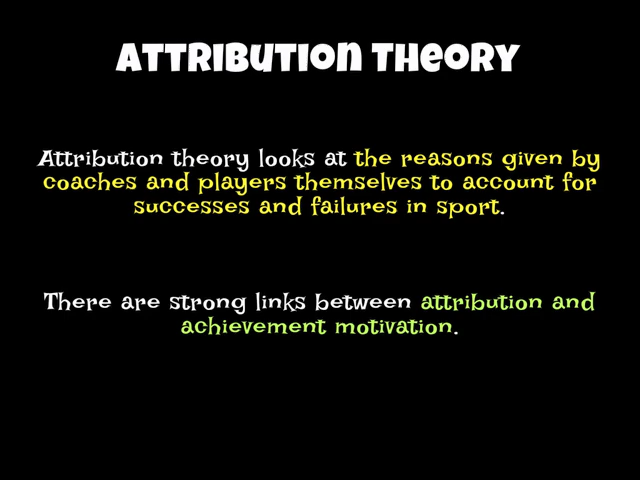 ATTRIBUTION THEORY
Attribution theory looks at the reasons given by
coaches and players themselves to account for
successes and failures in sport.
There are strong links between attribution and
achievement motivation.